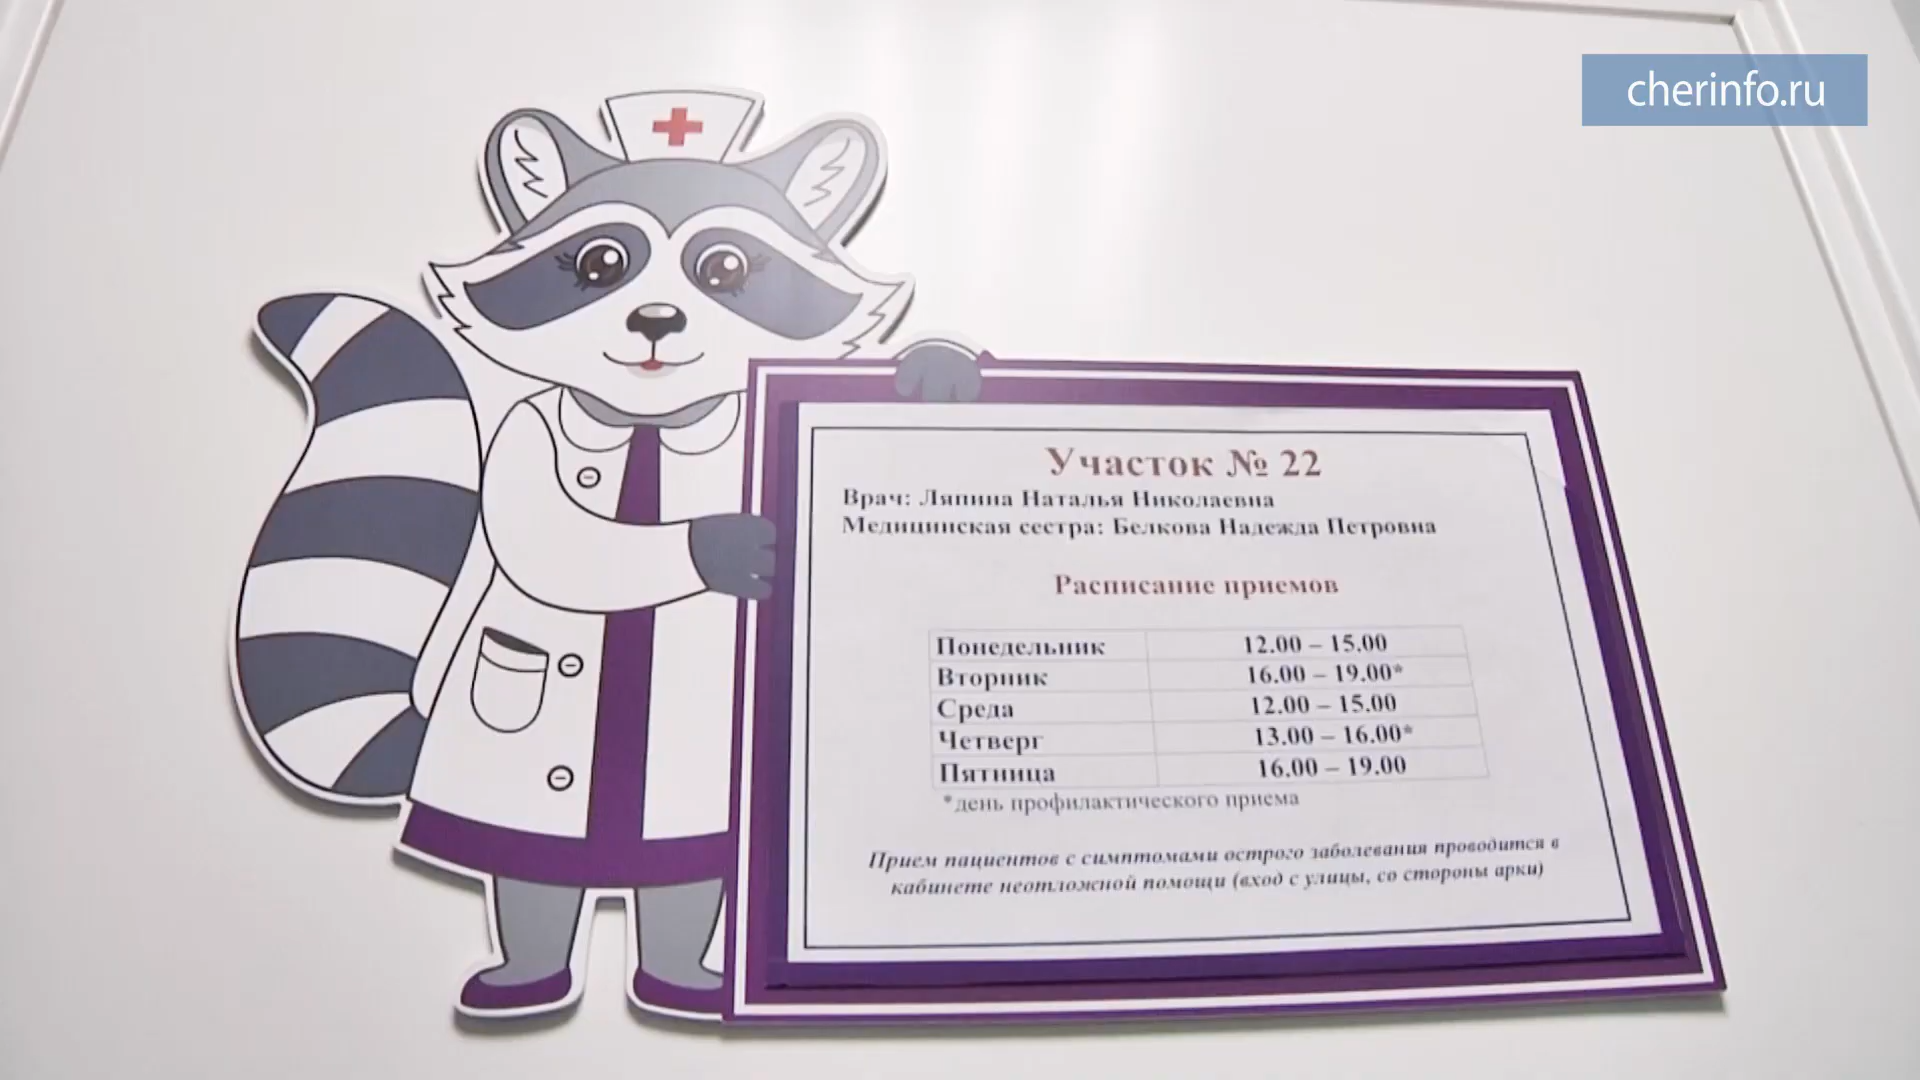 cherinfo.ru
Участок № 22
Врач: Ляпина Наталья Николаевна
Медицинская сестра: Белкова Надежда Петровна
Расписание приемов
Понедельник 12.00 – 15.00
Вторник 16.00 – 19.00*
Среда 12.00 – 15.00
Четверг 13.00 – 16.00*
Пятница 16.00 – 19.00
*день профилактического приема
Прием пациентов с симптомами острого заболевания проводится в
кабинете неотложной помощи (вход с улицы, со стороны арки)